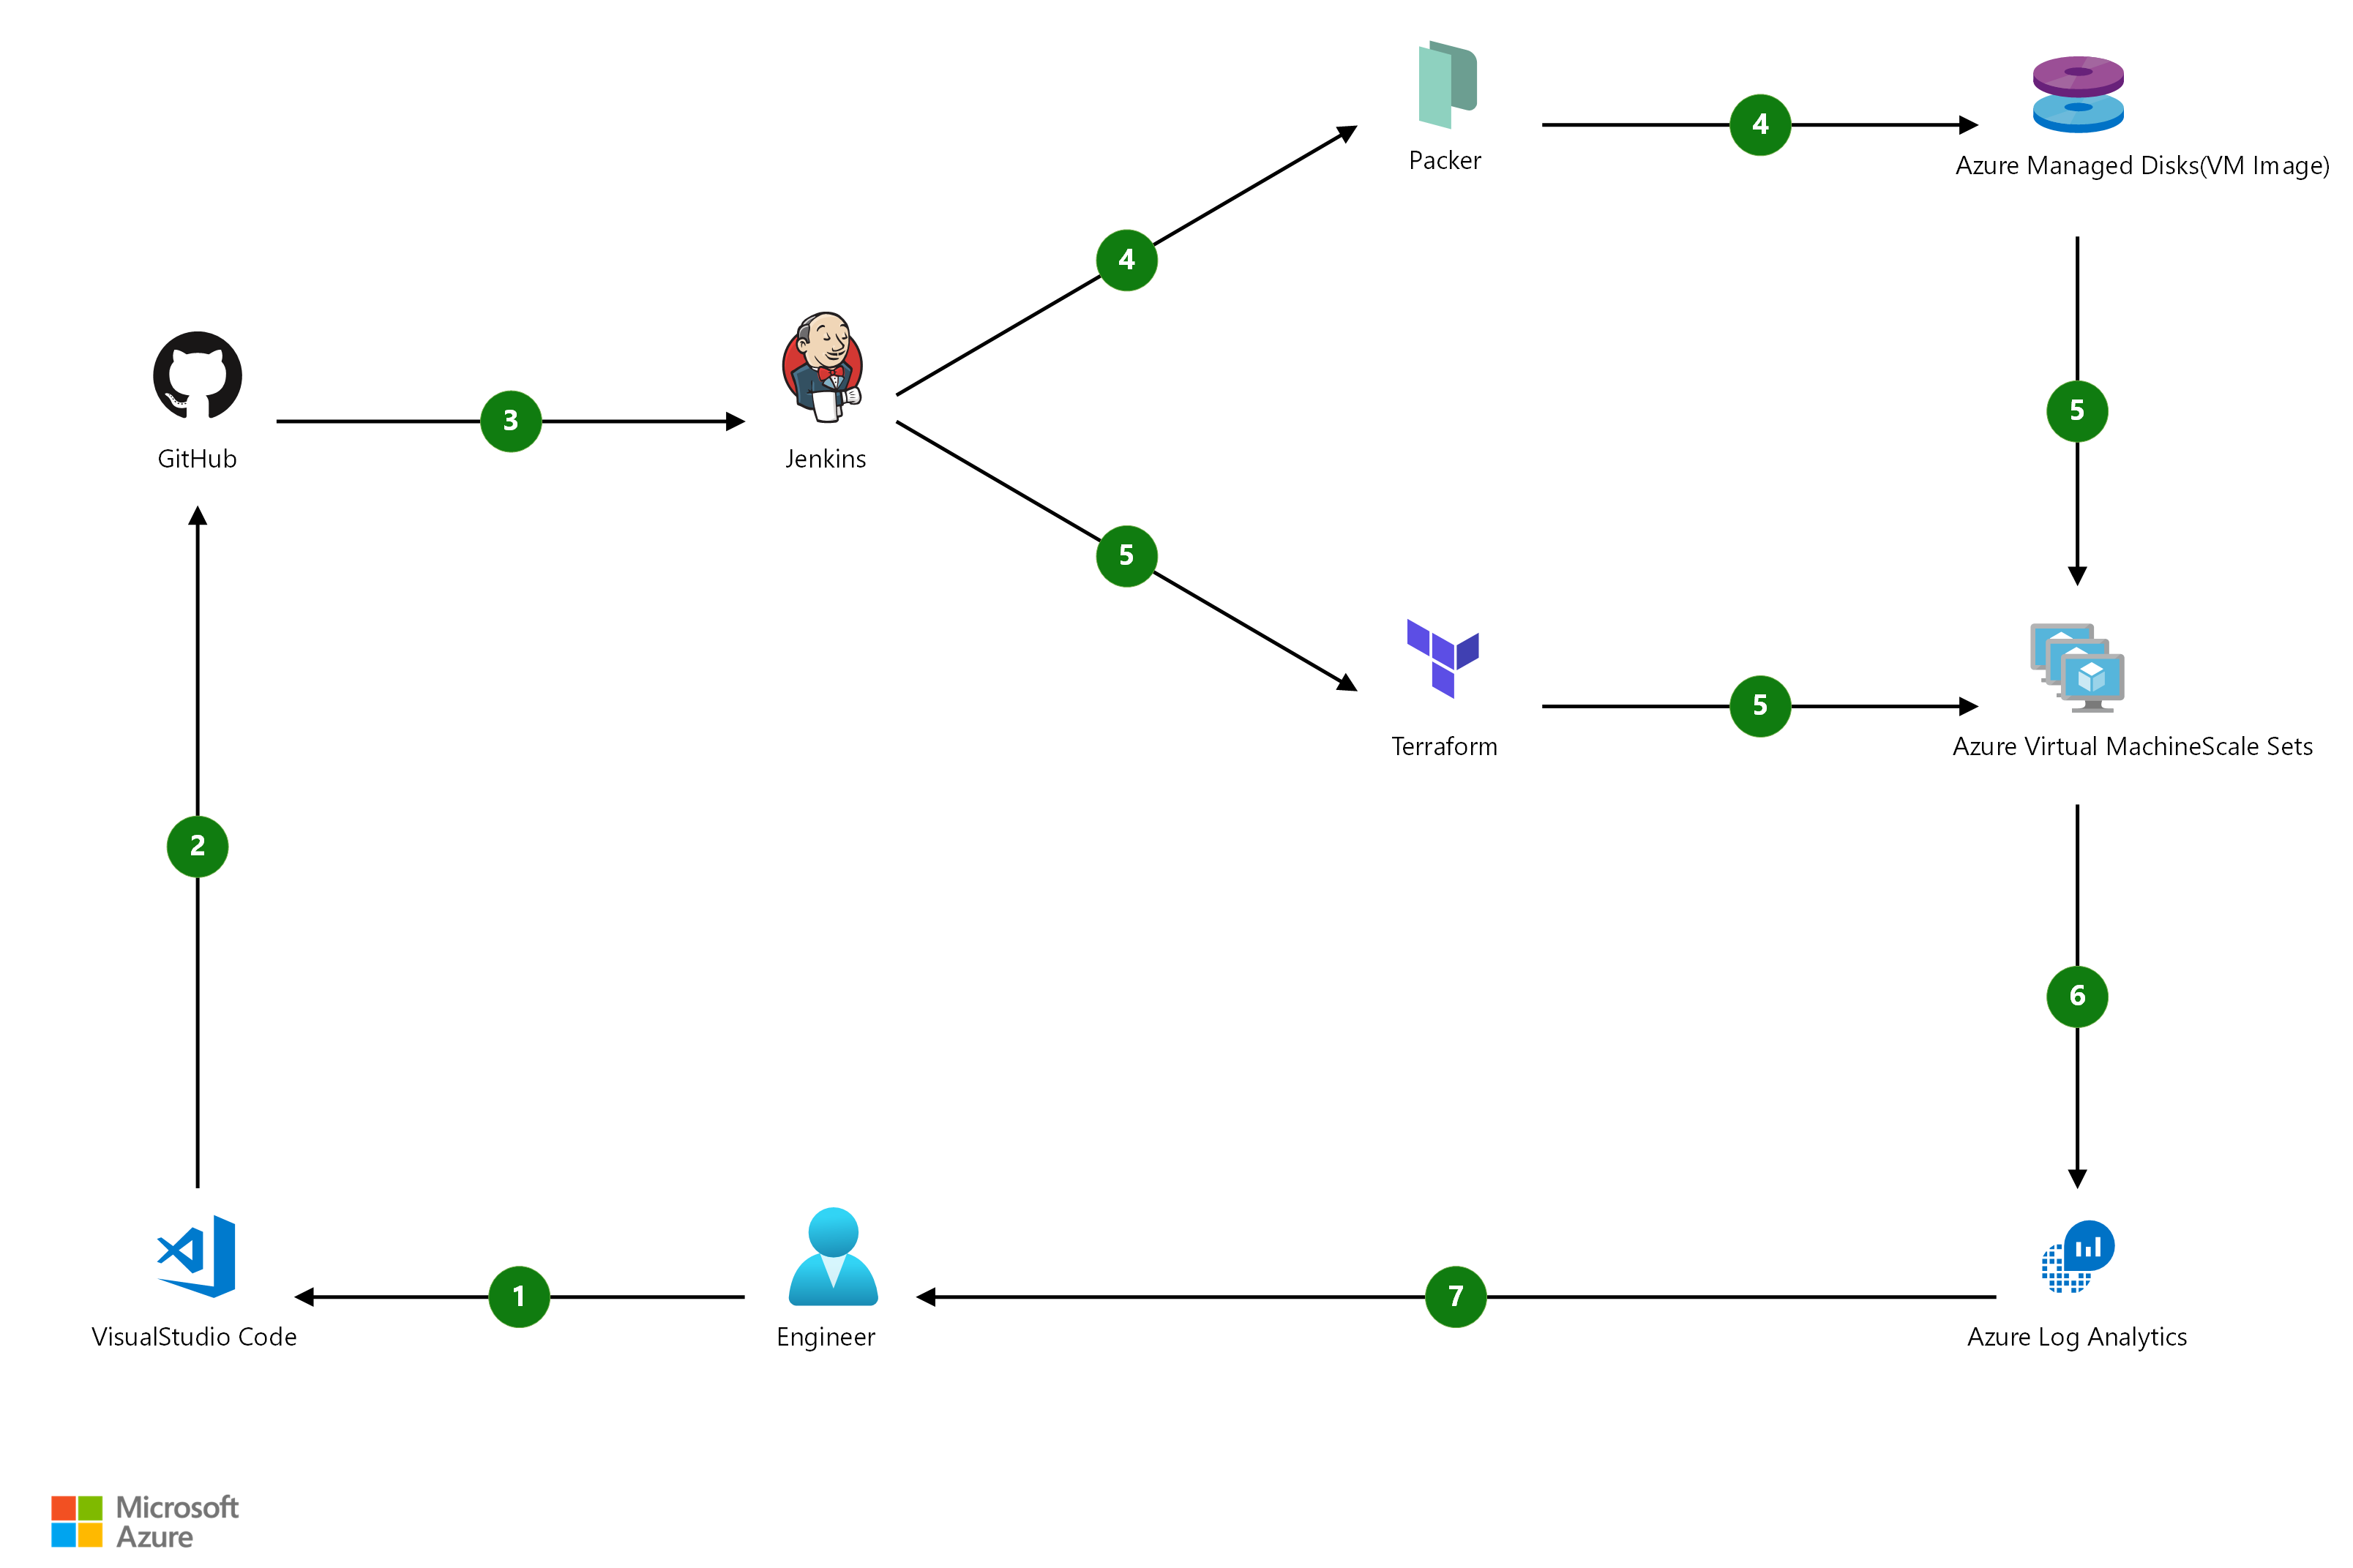 Packer
4
Azure Managed Disks(VM Image)
4
5
GitHub
3
Jenkins
5
Terraform
5
Azure Virtual MachineScale Sets
2
6
VisualStudio Code
1
Engineer
7
Azure Log Analytics
Microsoft
Azure